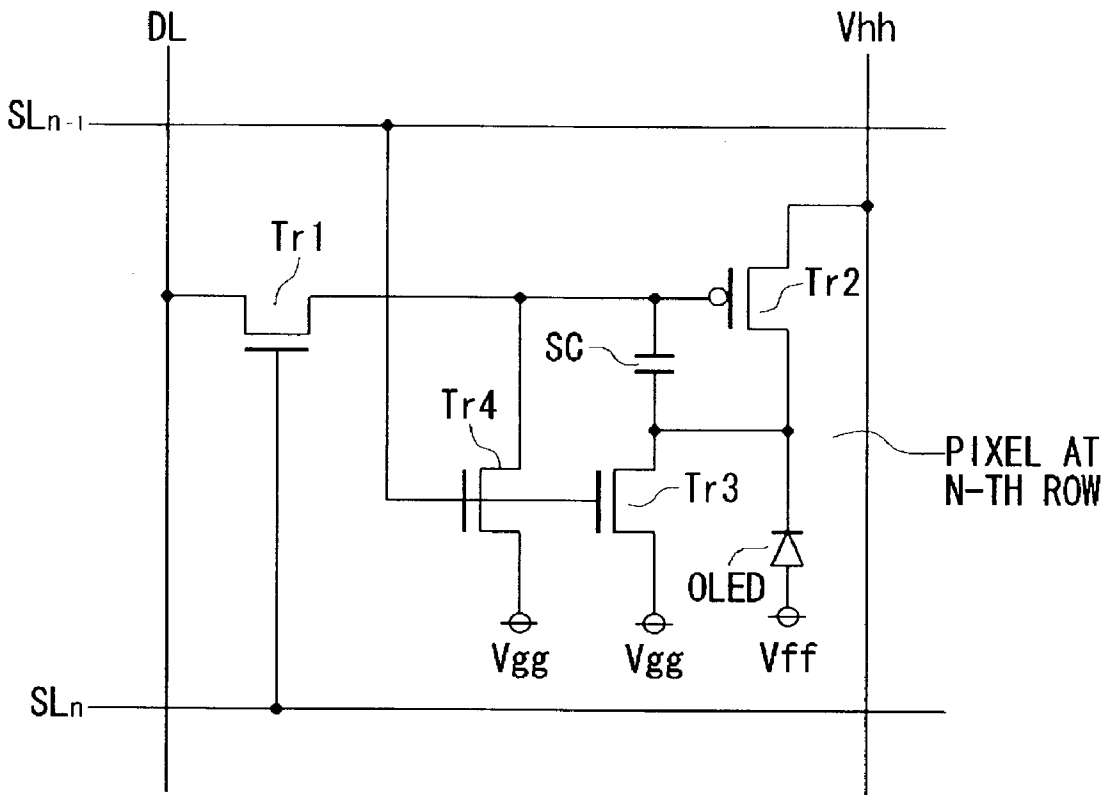 DL
Vhh
SLn-1
Tr1
Tr2
SC
Tr4
Tr3
PIXEL AT
N-TH ROW
OLED
Vgg
Vgg
Vff
SLn